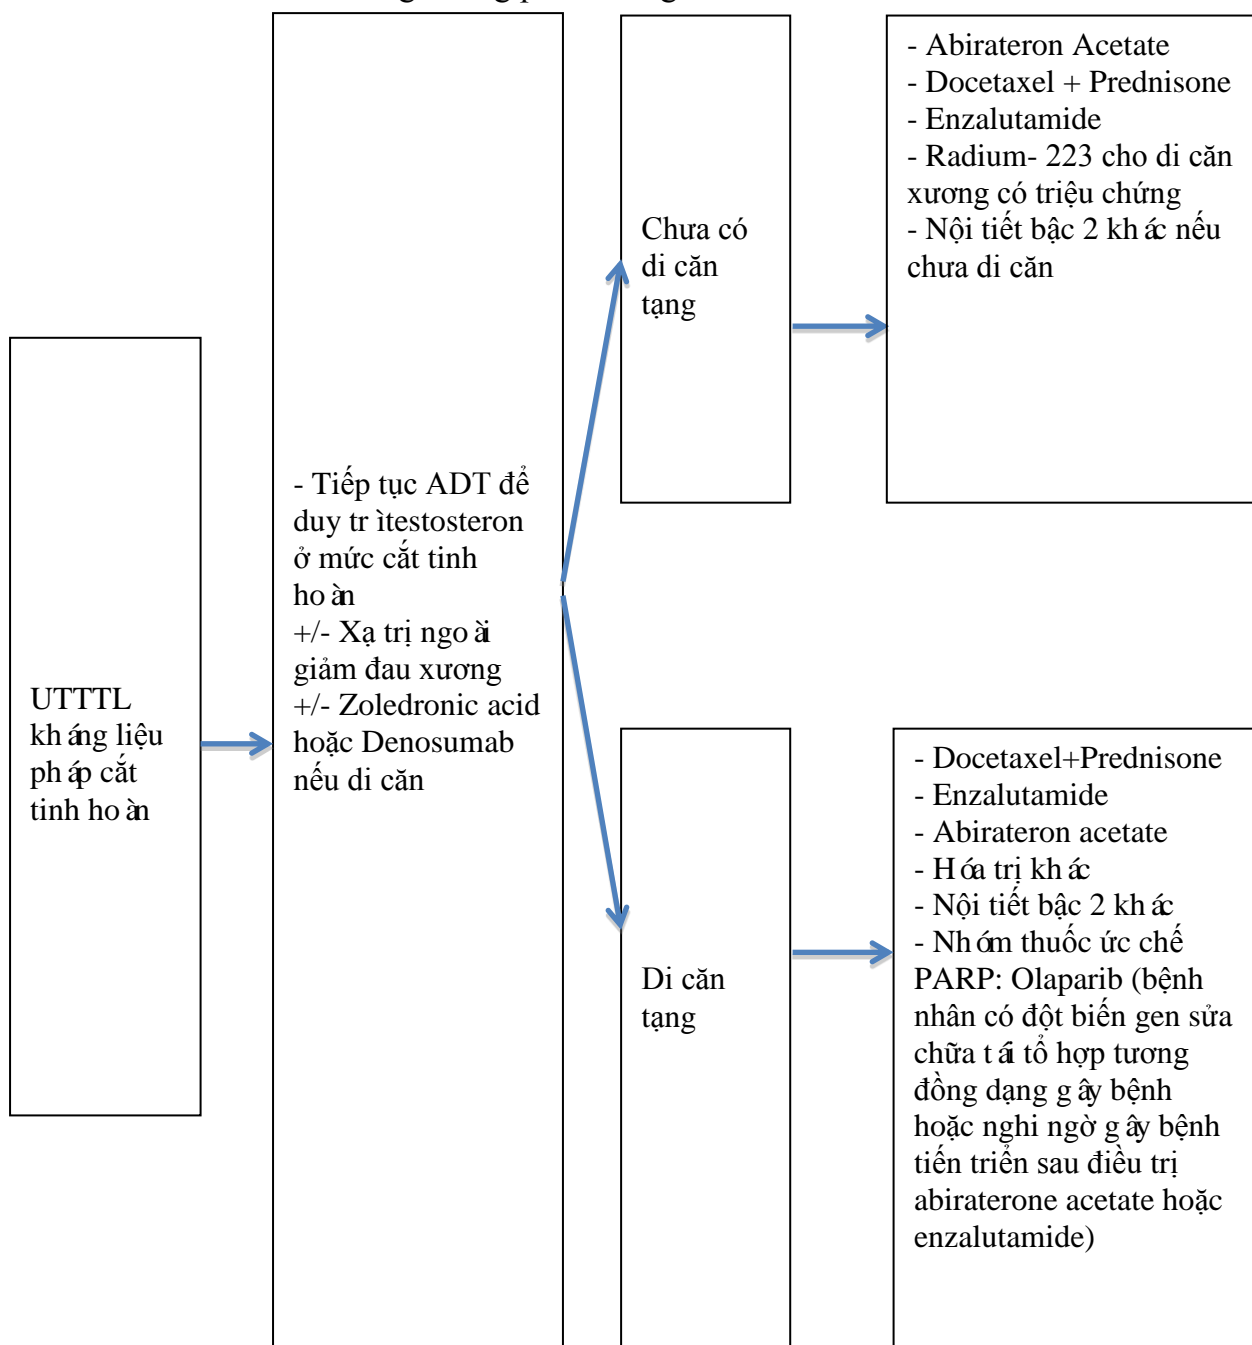 UTTTL
kháng liệu
pháp cắt
tinh hoàn
- Tiếp tục ADT để
duy trì testosteron
ở mức cắt tinh
hoàn
+/- Xạ trị ngoài
giảm đau xương
+/- Zoledronic acid
hoặc Denosumab
nếu di căn
Chưa có
di căn
tạng
- Abirateron Acetate
- Docetaxel + Prednisone
- Enzalutamide
- Radium- 223 cho di căn
xương có triệu chứng
- Nội tiết bậc 2 khác nếu
chưa di căn
Di căn
tạng
- Docetaxel+Prednisone
- Enzalutamide
- Abirateron acetate
- Hóa trị khác
- Nội tiết bậc 2 khác
- Nhóm thuốc ức chế
PARP: Olaparib (bệnh
nhân có đột biến gen sửa
chữa tái tổ hợp tương
đồng dạng gây bệnh
hoặc nghi ngờ gây bệnh
tiến triển sau điều trị
abiraterone acetate hoặc
enzalutamide)